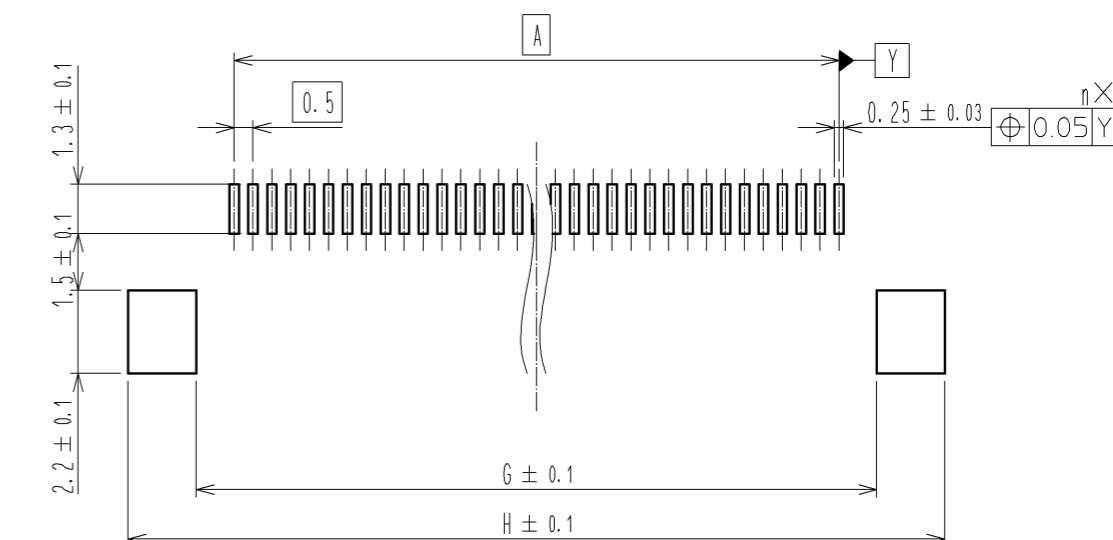 A
Y
0.5
1.3 ± 0.1
0.25 ± 0.03
n×
⌖ 0.05 Y
1.5 ± 0.1
2.2 ± 0.1
G ± 0.1
H ± 0.1